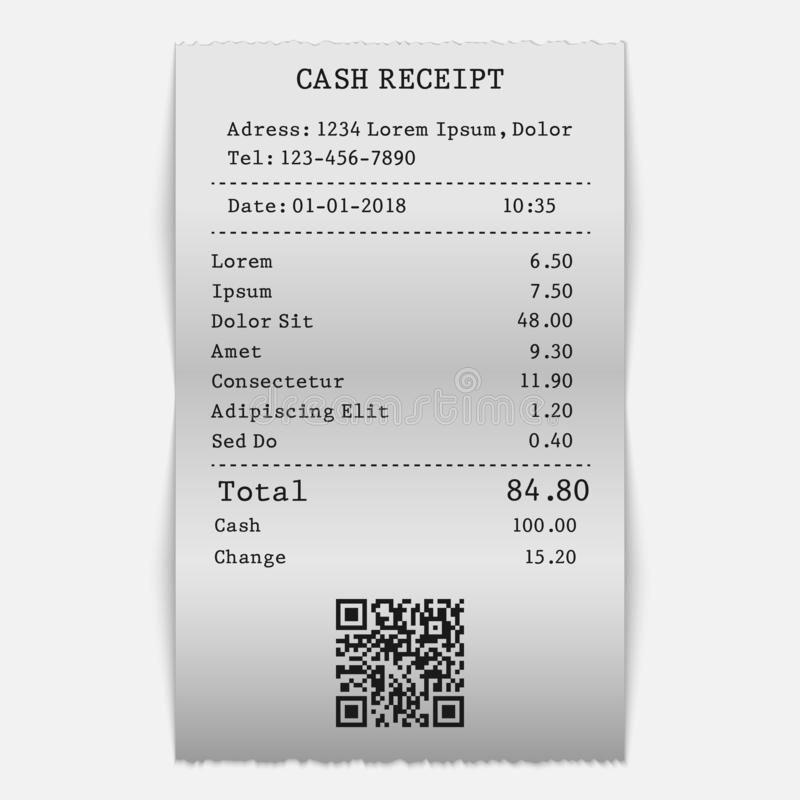 CASH RECEIPT
Adress: 1234 Lorem Ipsum, Dolor
Tel: 123-456-7890
Date: 01-01-2018 10:35
Lorem 6.50
Ipsum 7.50
Dolor Sit 48.00
Amet 9.30
Consectetur 11.90
Adipiscing Elit 1.20
Sed Do 0.40
Total 84.80
Cash 100.00
Change 15.20
dreamstime